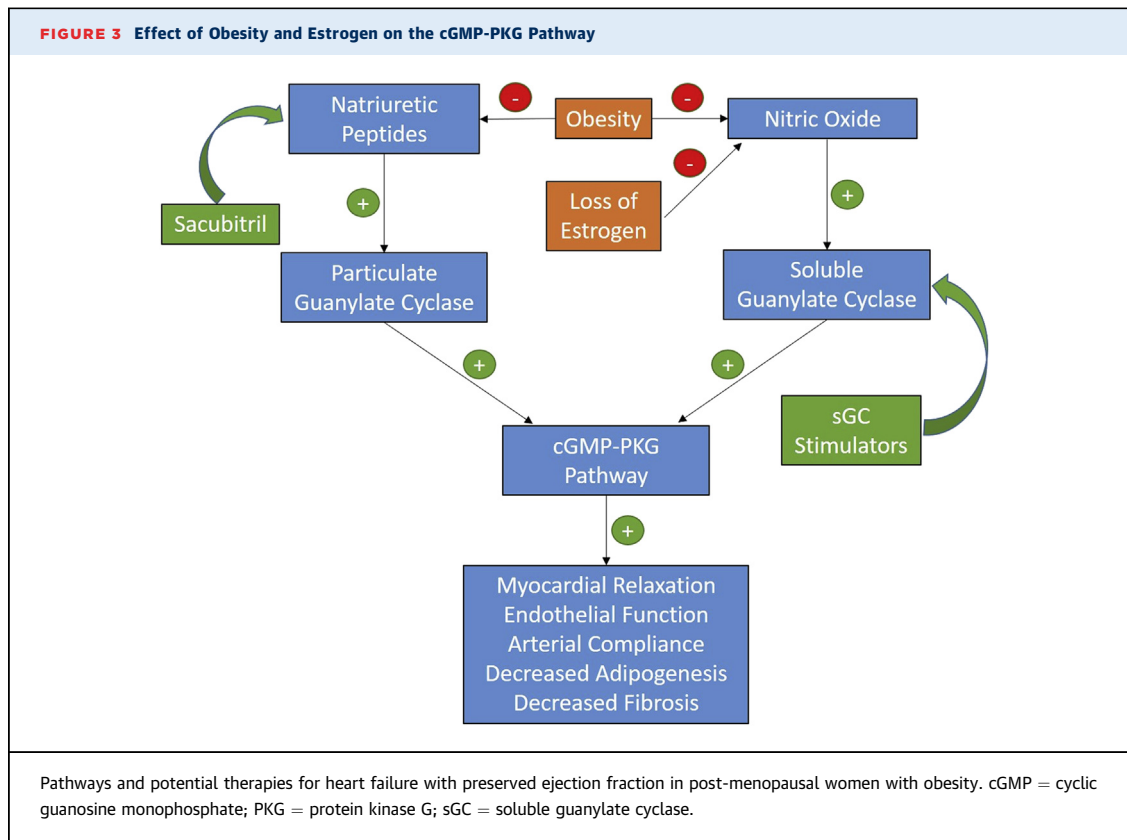 FIGURE 3 Effect of Obesity and Estrogen on the cGMP-PKG Pathway
Natriuretic
Peptides
-
Obesity
-
Nitric Oxide
Sacubitril
+
Loss of
Estrogen
-
+
Particulate
Guanylate Cyclase
Soluble
Guanylate Cyclase
+
+
sGC
Stimulators
cGMP-PKG
Pathway
+
Myocardial Relaxation
Endothelial Function
Arterial Compliance
Decreased Adipogenesis
Decreased Fibrosis
Pathways and potential therapies for heart failure with preserved ejection fraction in post-menopausal women with obesity. cGMP = cyclic
guanosine monophosphate; PKG = protein kinase G; sGC = soluble guanylate cyclase.